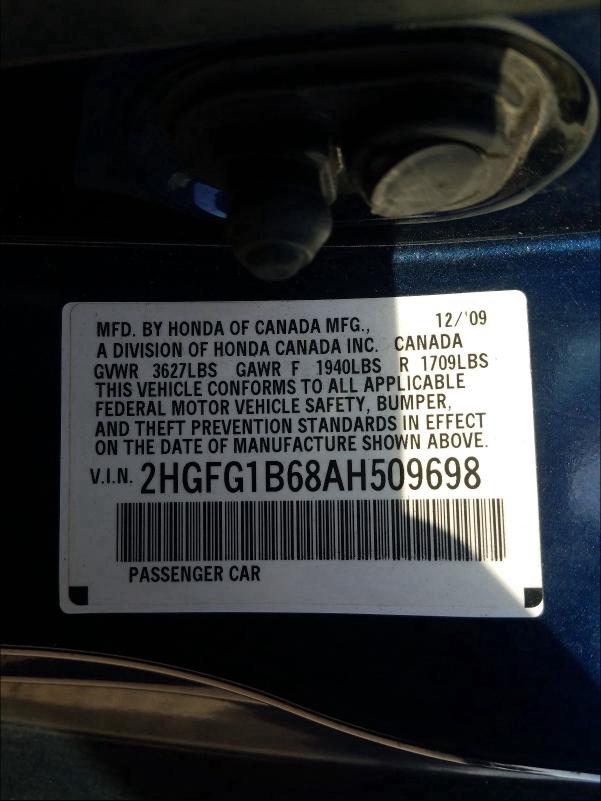 12/'09
MFD. BY HONDA OF CANADA MFG.,
A DIVISION OF HONDA CANADA INC. CANADA
GVWR 3627LBS GAWR F 1940LBS R 1709LBS
THIS VEHICLE CONFORMS TO ALL APPLICABLE
FEDERAL MOTOR VEHICLE SAFETY, BUMPER,
AND THEFT PREVENTION STANDARDS IN EFFECT
ON THE DATE OF MANUFACTURE SHOWN ABOVE.
V.I.N. 2HGFG1B68AH509698
PASSENGER CAR